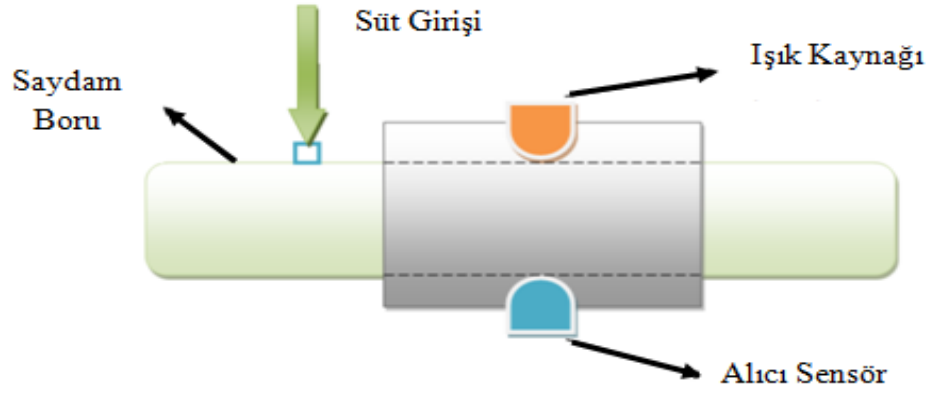 Süt Girişi
Işık Kaynağı
Saydam
Boru
Alıcı Sensör